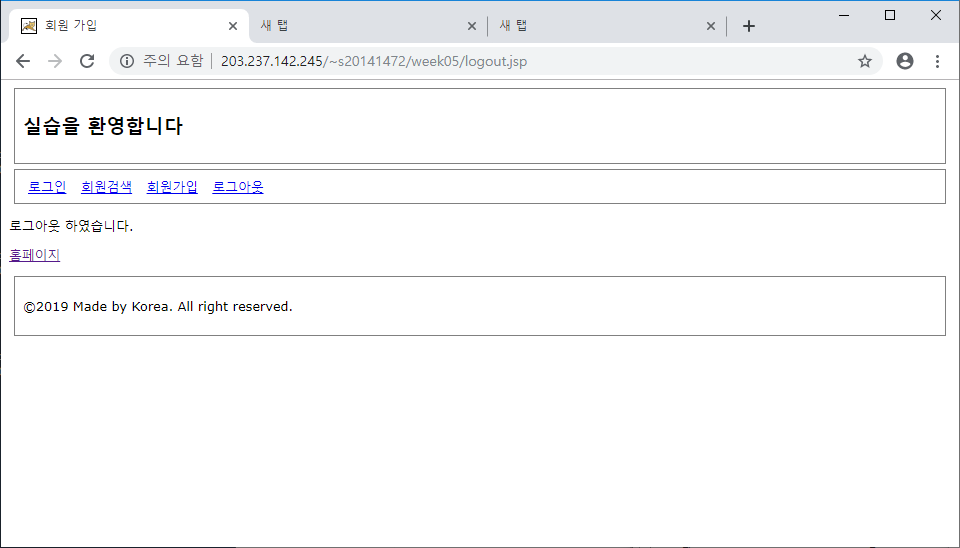 회원 가입
새 탭
새 탭
주의 요함 203.237.142.245/~s20141472/week05/logout.jsp
실습을 환영합니다
로그인 회원검색 회원가입 로그아웃
로그아웃 하였습니다.
홈페이지
©2019 Made by Korea. All right reserved.